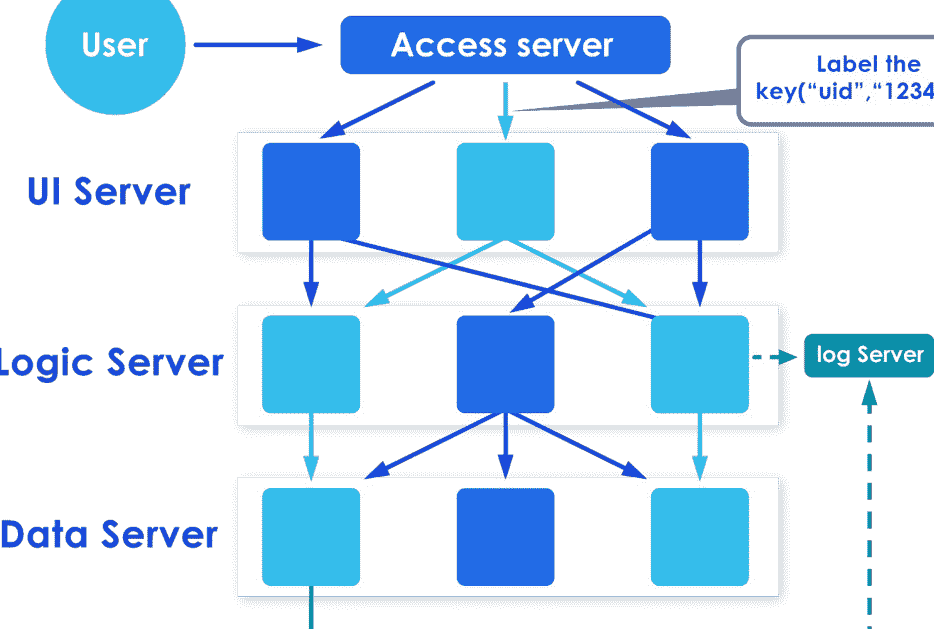 User
Access server
Label the
key(“uid”,“1234
UI Server
Logic Server
log Server
Data Server